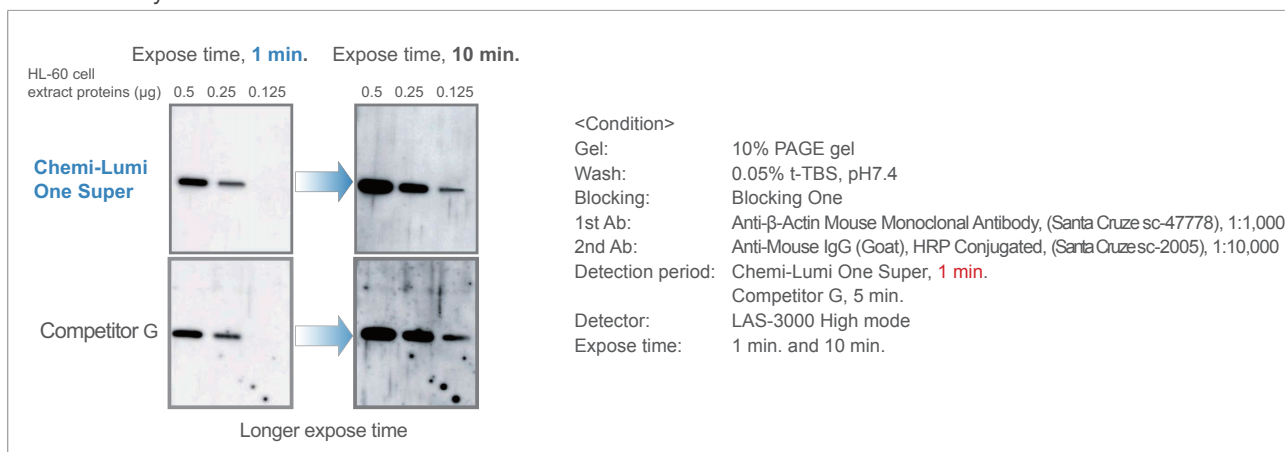 Expose time, 1 min. Expose time, 10 min.
HL-60 cell
extract proteins (μg) 0.5 0.25 0.125 0.5 0.25 0.125
Chemi-Lumi
One Super
Competitor G
Longer expose time
<Condition>
Gel: 10% PAGE gel
Wash: 0.05% t-TBS, pH7.4
Blocking: Blocking One
1st Ab: Anti-β-Actin Mouse Monoclonal Antibody, (Santa Cruze sc-47778), 1:1,000
2nd Ab: Anti-Mouse IgG (Goat), HRP Conjugated, (Santa Cruze sc-2005), 1:10,000
Detection period: Chemi-Lumi One Super, 1 min.
Competitor G, 5 min.
Detector: LAS-3000 High mode
Expose time: 1 min. and 10 min.